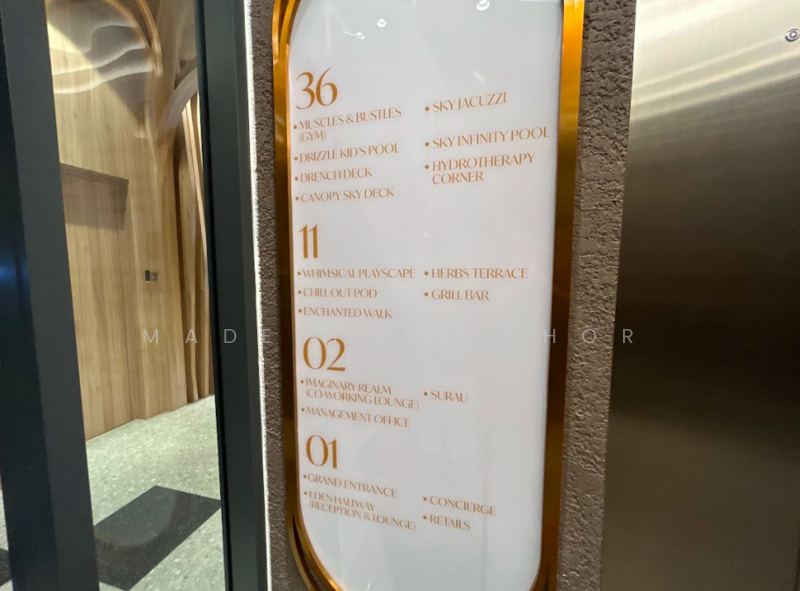 36
• MUSCLES & BUSTLES
(GYM)
• DRIZZLE KID'S POOL
• DRENCH DECK
• CANOPY SKY DECK
• SKY JACUZZI
• SKY INFINITY POOL
• HYDROTHERAPY
CORNER
11
• WHIMSICAL PLAYSCAPE
• CHILL-OUT POD
• ENCHANTED WALK
• HERBS TERRACE
• GRILL BAR
02
• IMAGINARY REALM
(CO-WORKING LOUNGE)
• MANAGEMENT OFFICE
• SURAU
01
• GRAND ENTRANCE
• EDEN HALLWAY
(RECEPTION & LOUNGE)
• CONCIERGE
• RETAILS
MADE HOR